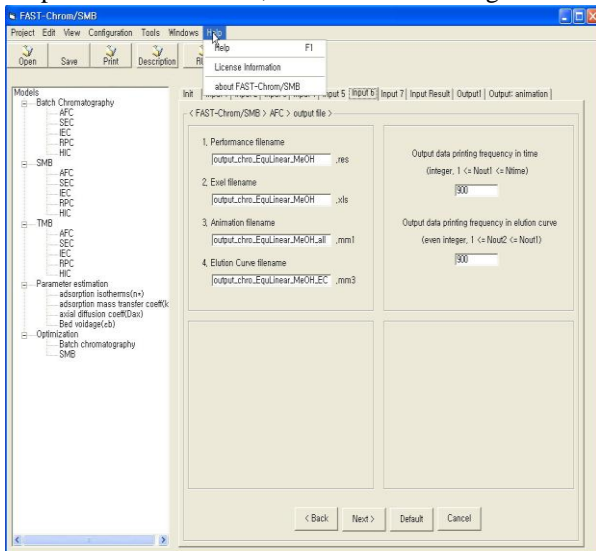 FAST-Chrom/SMB
Project Edit View Configuration Tools Windows Help
Open Save Print Description
Help F1
License Information
about FAST-Chrom/SMB
Init Input 5 Input 6 Input 7 Input Result Output1 Output: animation
Models
Batch Chromatography
AFC
SEC
IEC
RPC
HIC
SMB
AFC
SEC
IEC
RPC
HIC
TMB
AFC
SEC
IEC
RPC
HIC
Parameter estimation
adsorption isotherms(n*)
adsorption mass transfer coeff(k
axial diffusion coeff(Dax)
Bed voidage(εb)
Optimization
Batch chromatography
SMB
< FAST-Chrom/SMB > AFC > output file >
1, Performance filename
output_chro_EquLinear_MeOH .res
2, Exel filename
output_chro_EquLinear_MeOH .xls
3, Animation filename
output_chro_EquLinear_MeOH_all .mm1
4, Elution Curve filename
output_chro_EquLinear_MeOH_EC .mm3
Output data printing frequency in time
(integer, 1 <= Nout1 <= Ntime)
900
Output data printing frequency in elution curve
(even integer, 1 <= Nout2 <= Nout1)
900
< Back Next > Default Cancel